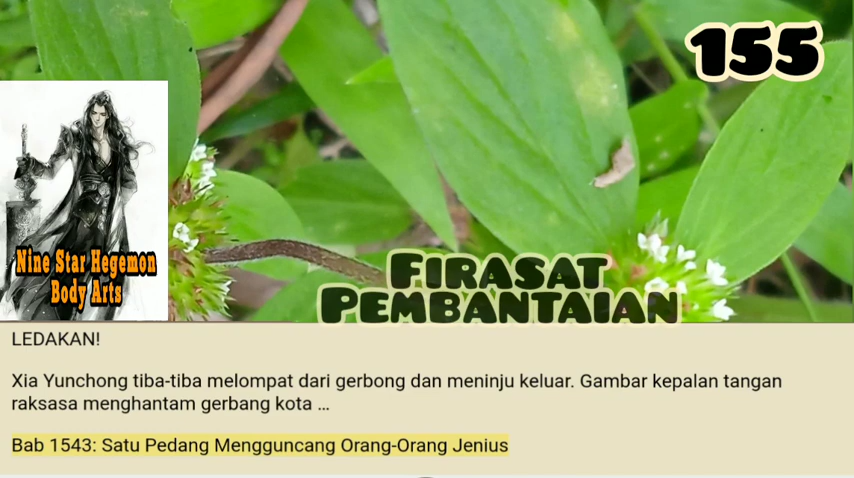 155
Nine Star Hegemon
Body Arts
FIRASAT
PEMBANTAIAN
LEDAKAN!
Xia Yunchong tiba-tiba melompat dari gerbong dan meninju keluar. Gambar kepalan tangan
raksasa menghantam gerbang kota ...
Bab 1543: Satu Pedang Mengguncang Orang-Orang Jenius